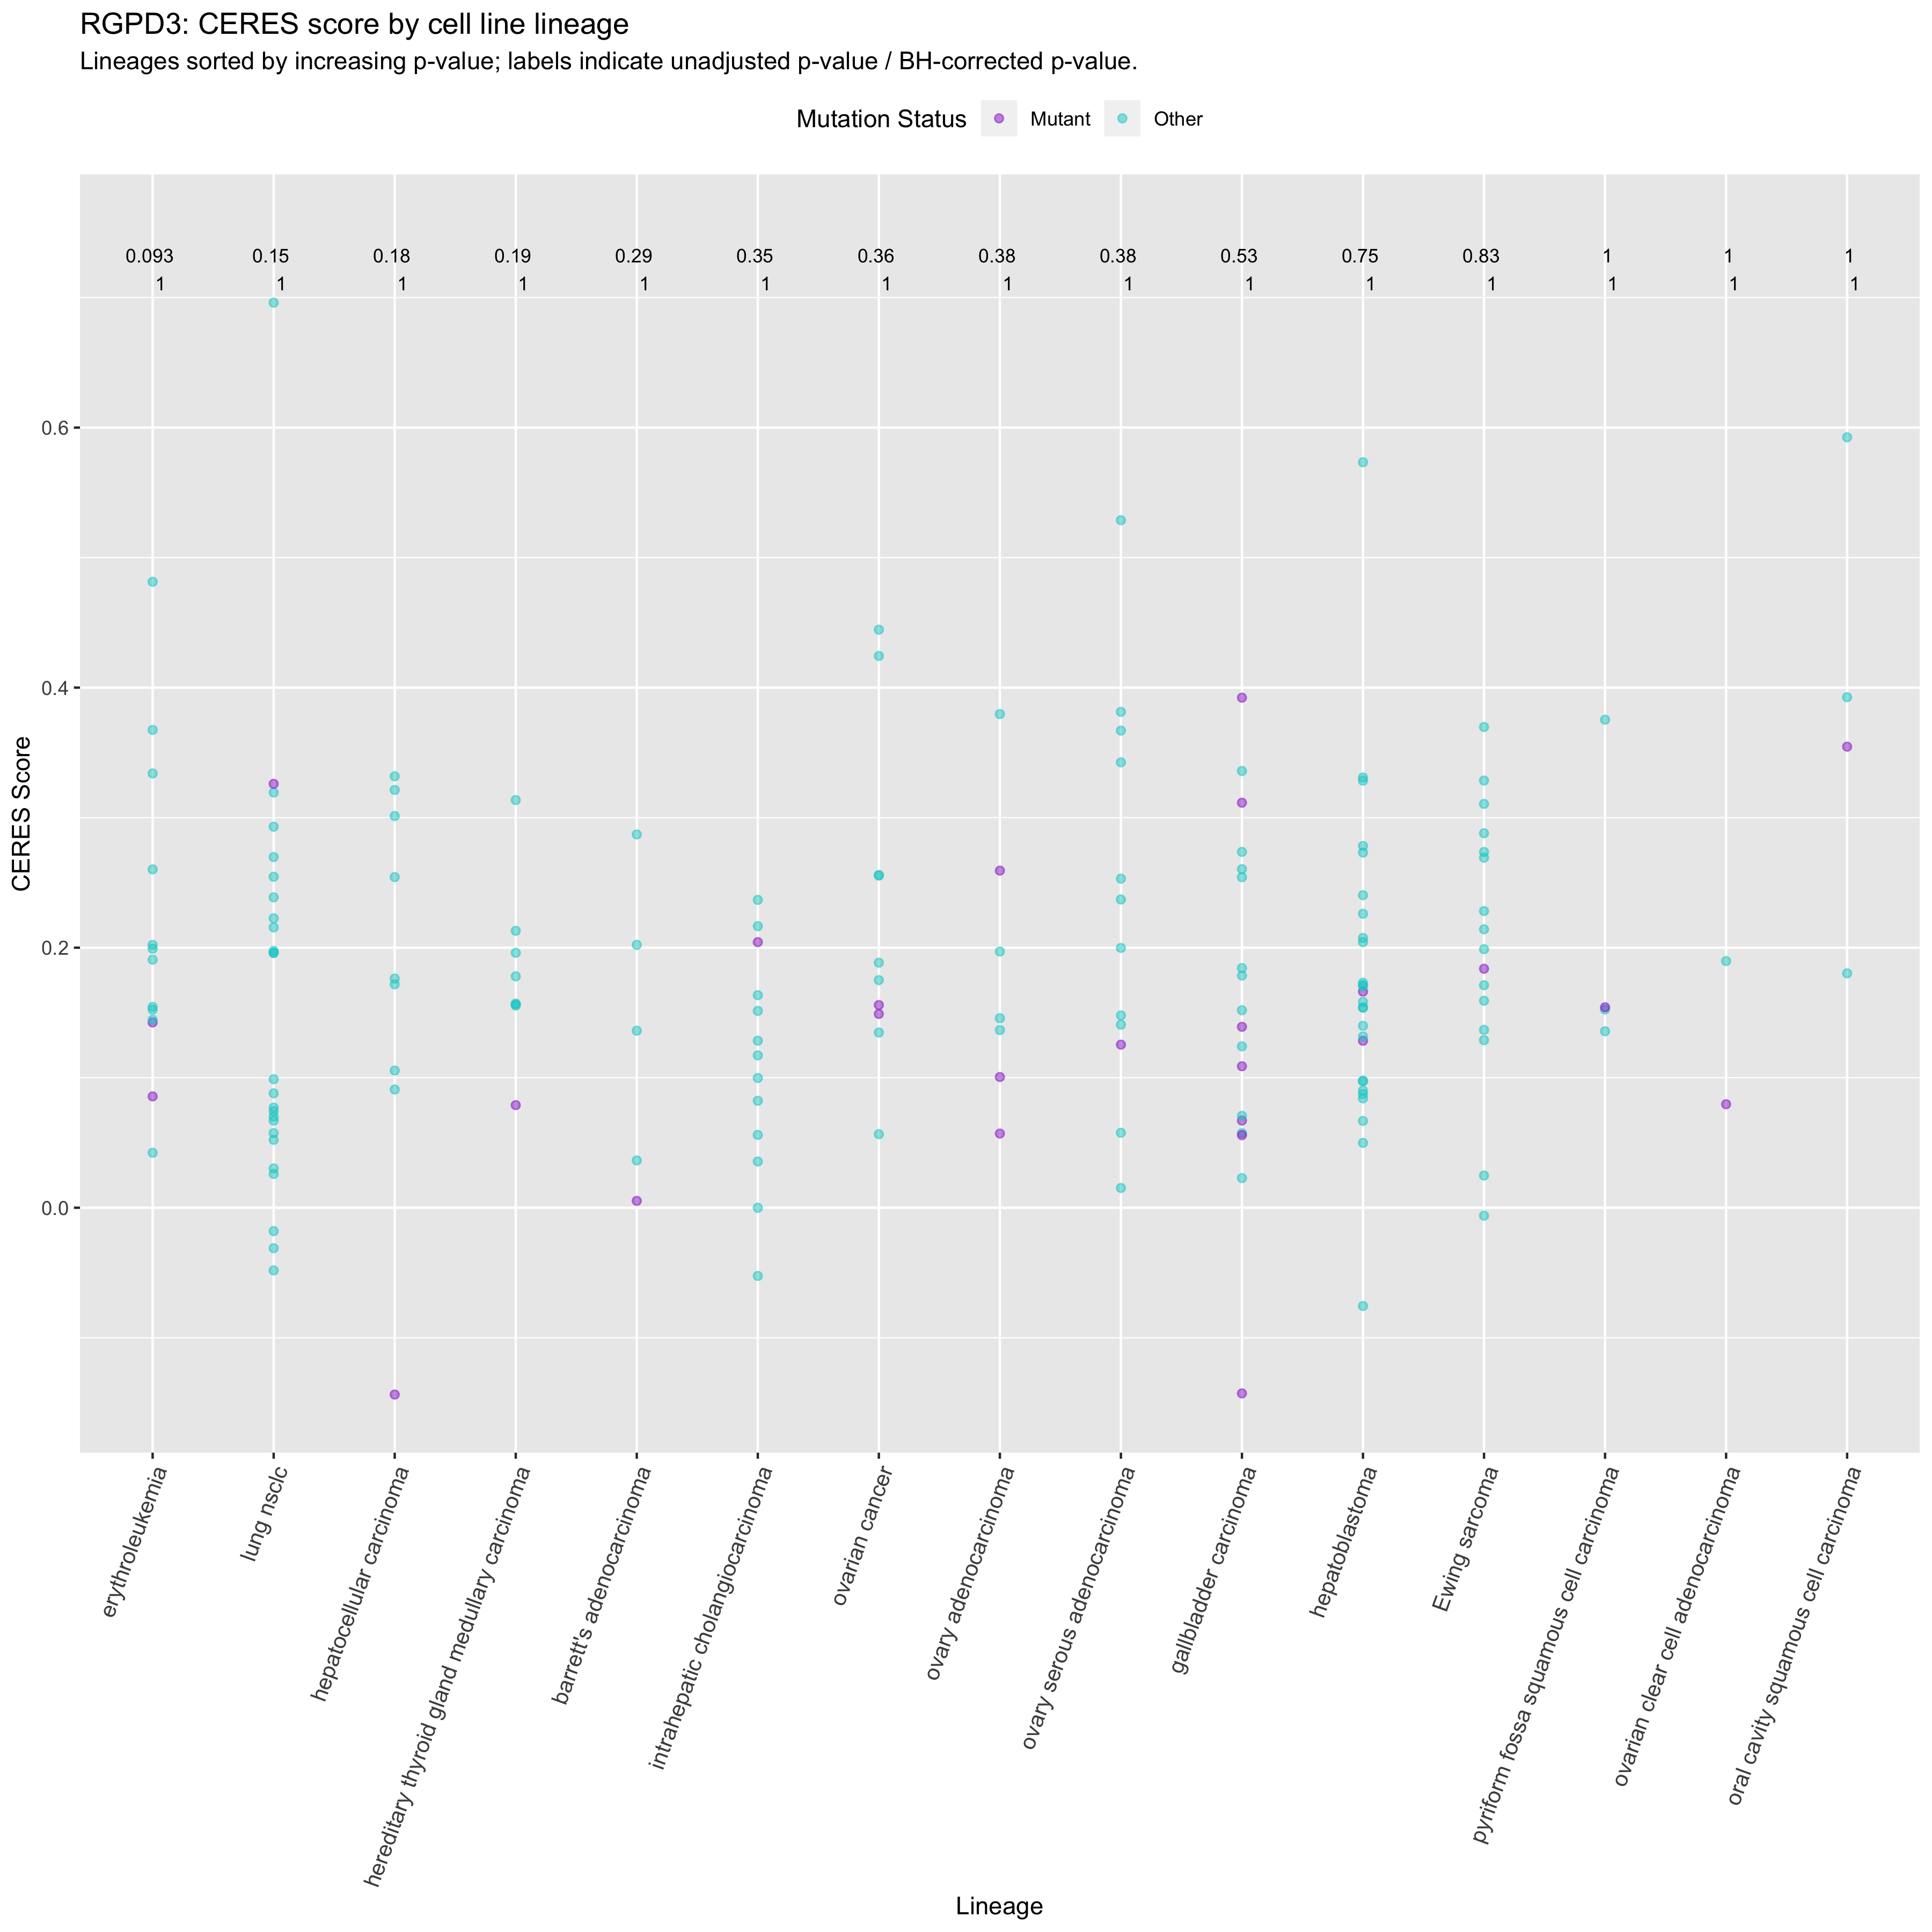 RGPD3: CERES score by cell line lineage
Lineages sorted by increasing p-value; labels indicate unadjusted p-value / BH-corrected p-value.
Mutation Status Mutant Other
0.093 0.15 0.18 0.19 0.29 0.35 0.36 0.38 0.38 0.53 0.75 0.83 1 1 1
1 1 1 1 1 1 1 1 1 1 1 1 1 1 1
0.6
0.4
0.2
0.0
CERES Score
erythroleukemia
lung nsclc
hepatocellular carcinoma
hereditary thyroid gland medullary carcinoma
barrett's adenocarcinoma
intrahepatic cholangiocarcinoma
ovarian cancer
ovary adenocarcinoma
ovary serous adenocarcinoma
gallbladder carcinoma
hepatoblastoma
Ewing sarcoma
pyriform fossa squamous cell carcinoma
ovarian clear cell adenocarcinoma
oral cavity squamous cell carcinoma
Lineage